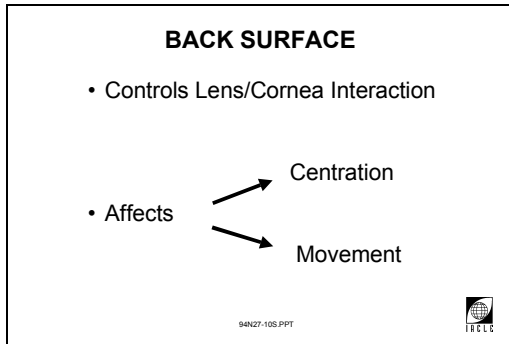 BACK SURFACE
• Controls Lens/Cornea Interaction
Centration
• Affects
Movement
94N27-10S.PPT
IACLE